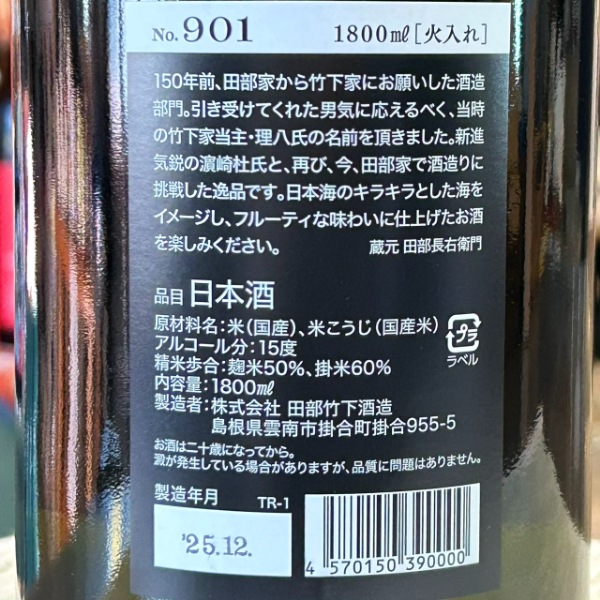 No. 901 1800㎖[火入れ]
150年前、田部家から竹下家にお願いした酒造
部門。引き受けてくれた男気に応えるべく、当時
の竹下家当主・理八氏の名前を頂きました。新進
気鋭の濵崎杜氏と、再び、今、田部家で酒造りに
挑戦した逸品です。日本海のキラキラとした海を
イメージし、フルーティな味わいに仕上げたお酒
を楽しみください。 蔵元 田部長右衛門
品目 日本酒
原材料名：米（国産）、米こうじ（国産米）
アルコール分：15度
精米歩合：麹米50%、掛米60%
内容量：1800㎖
製造者：株式会社 田部竹下酒造
島根県雲南市掛合町掛合955-5
プラ
ラベル
お酒は二十歳になってから。
澱が発生している場合がありますが、品質に問題はありません。
製造年月 TR-1
'25.12.
4 570150 390000